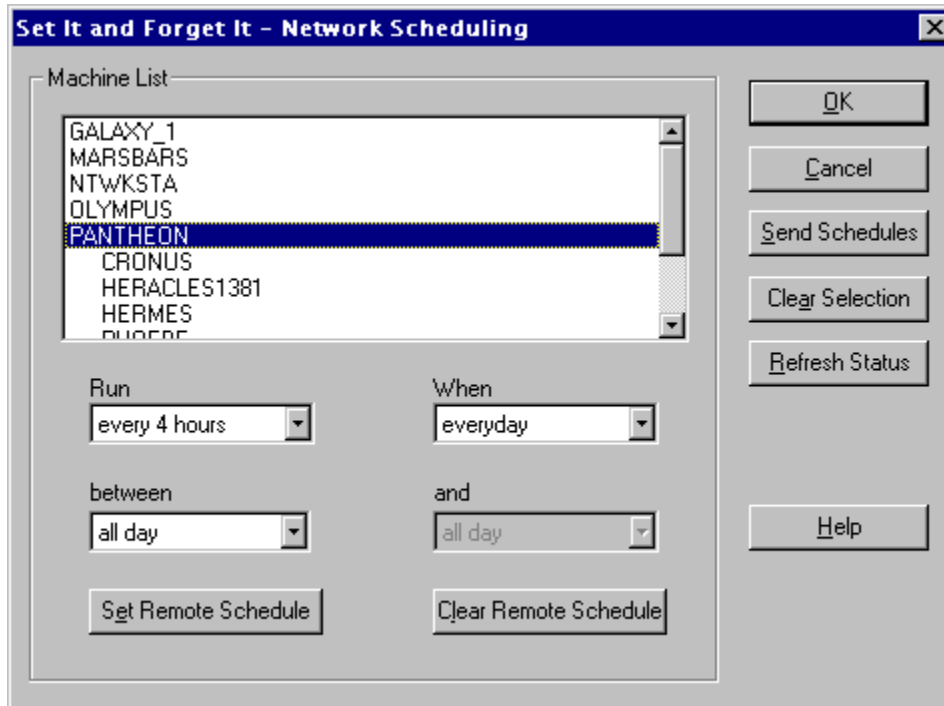 Set It and Forget It - Network Scheduling
Machine List
GALAXY_1
MARSBARS
NTWKSTA
OLYMPUS
PANTHEON
CRONUS
HERACLES1381
HERMES
OK
Cancel
Send Schedules
Clear Selection
Refresh Status
Run
When
every 4 hours
everyday
between
and
all day
all day
Help
Set Remote Schedule
Clear Remote Schedule